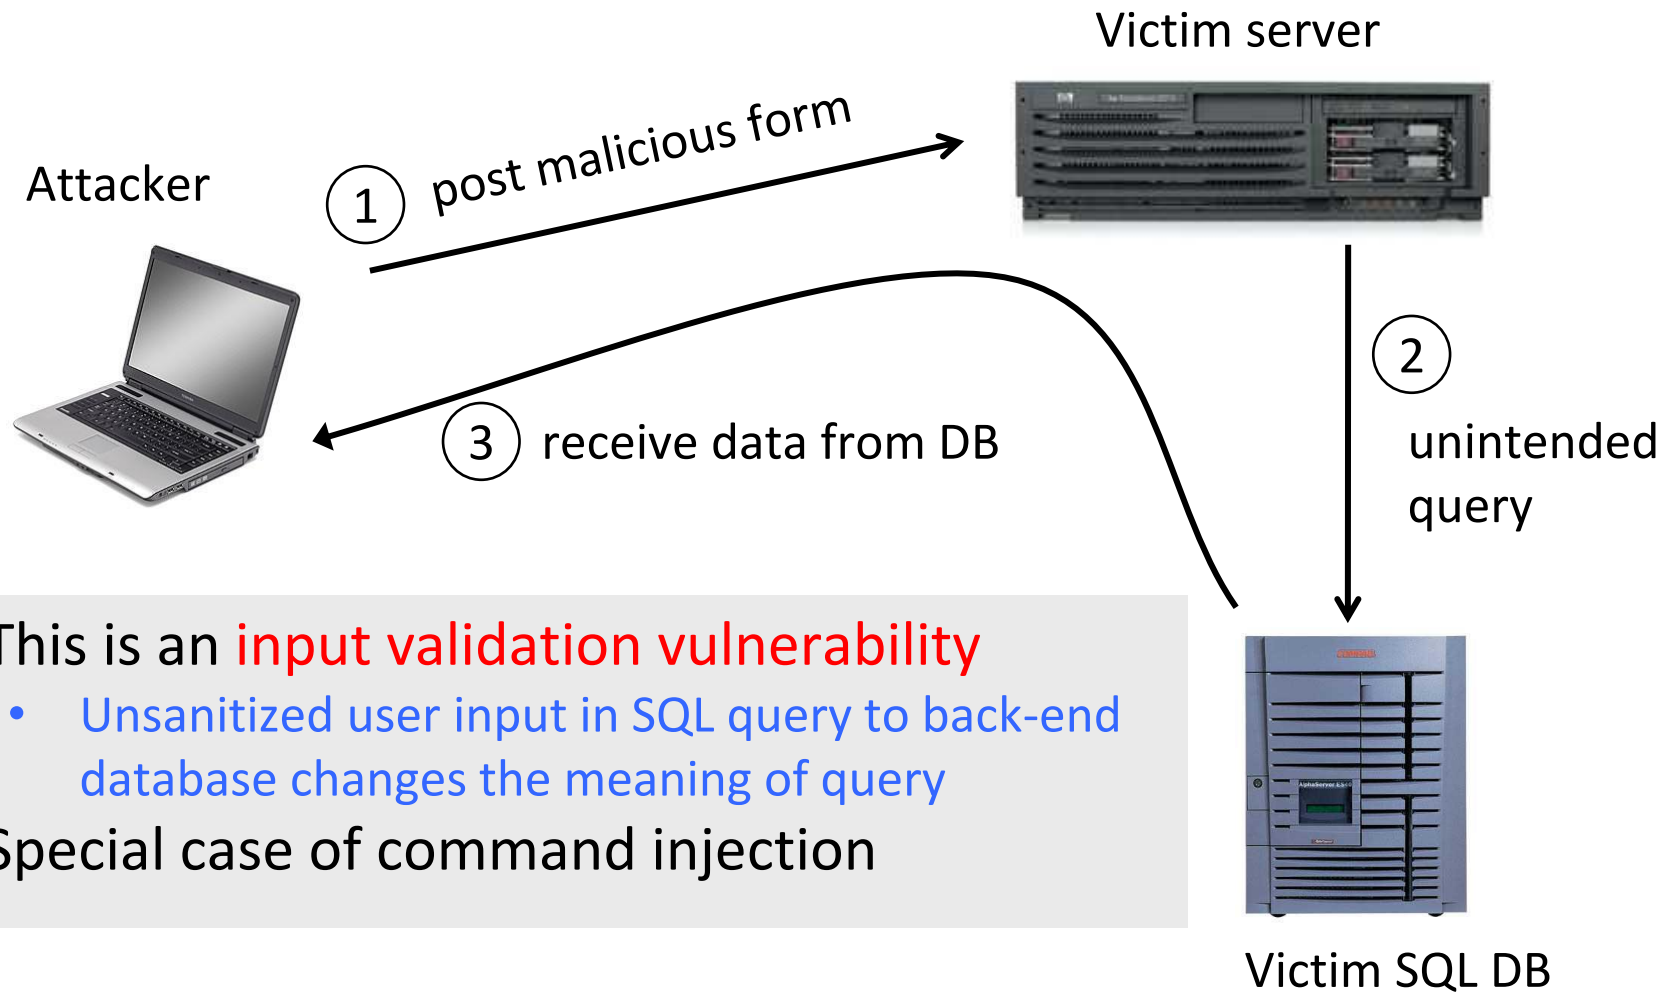 Victim server
Attacker
1 post malicious form
2
unintended
query
3 receive data from DB
This is an input validation vulnerability
• Unsanitized user input in SQL query to back-end
database changes the meaning of query
Special case of command injection
Victim SQL DB